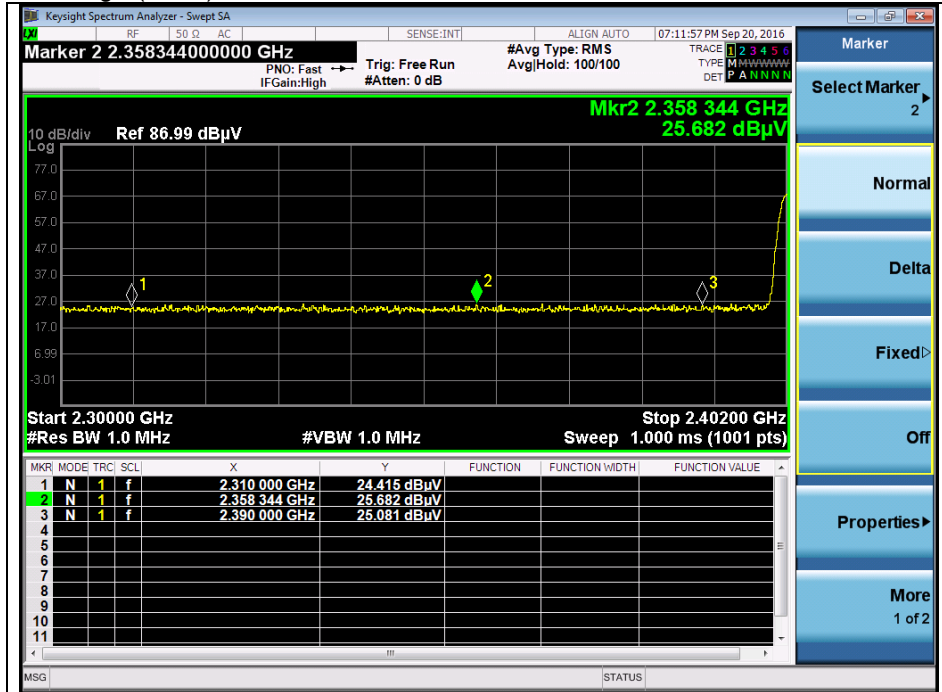 Keysight Spectrum Analyzer - Swept SA
LXI RF 50 Ω AC SENSE:INT ALIGN AUTO 07:11:57 PM Sep 20, 2016
Marker 2 2.358344000000 GHz
PNO: Fast
IFGain:High
Trig: Free Run
#Atten: 0 dB
#Avg Type: RMS
Avg|Hold: 100/100
TRACE 1 2 3 4 5 6
TYPE M M W W W W
DET P A N N N N
Mkr2 2.358 344 GHz
25.682 dBµV
10 dB/div Ref 86.99 dBµV
Log
77.0
67.0
57.0
47.0
37.0
27.0
17.0
6.99
-3.01
1
2
3
Start 2.30000 GHz Stop 2.40200 GHz
#Res BW 1.0 MHz #VBW 1.0 MHz Sweep 1.000 ms (1001 pts)
MKR MODE TRC SCL X Y FUNCTION FUNCTION WIDTH FUNCTION VALUE
1 N 1 f 2.310 000 GHz 24.415 dBµV
2 N 1 f 2.358 344 GHz 25.682 dBµV
3 N 1 f 2.390 000 GHz 25.081 dBµV
4
5
6
7
8
9
10
11
MSG STATUS
Marker
Select Marker
2
Normal
Delta
Fixed
Off
Properties
More
1 of 2